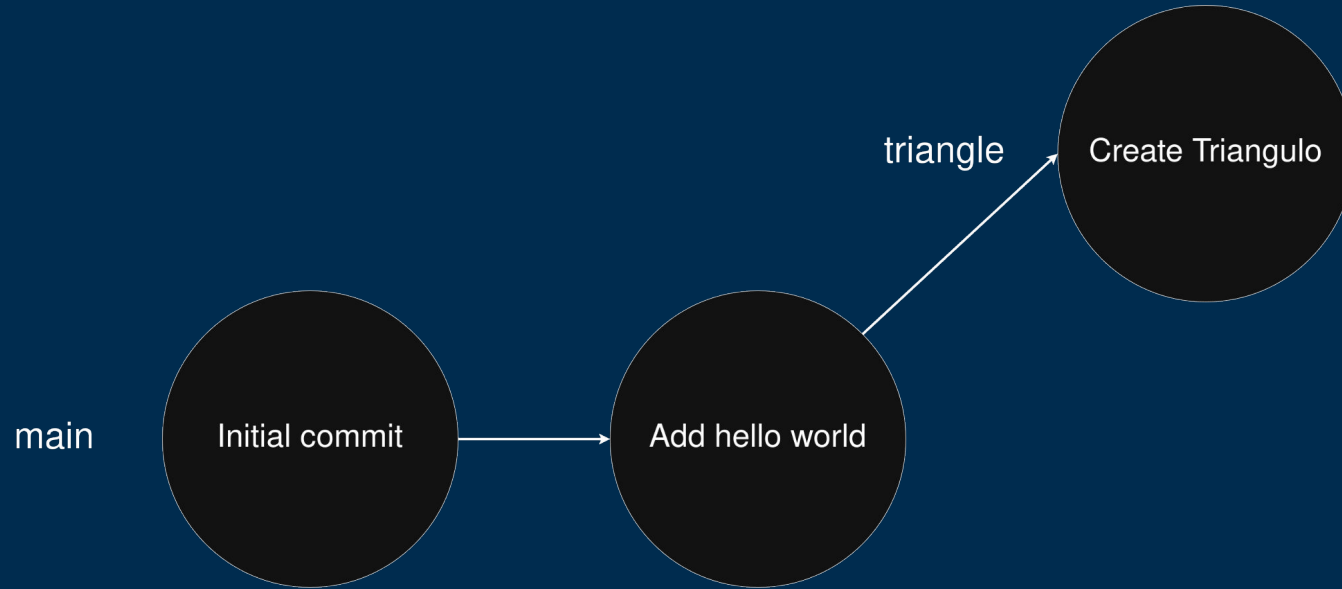 triangle
Create Triangulo
main
Initial commit
Add hello world